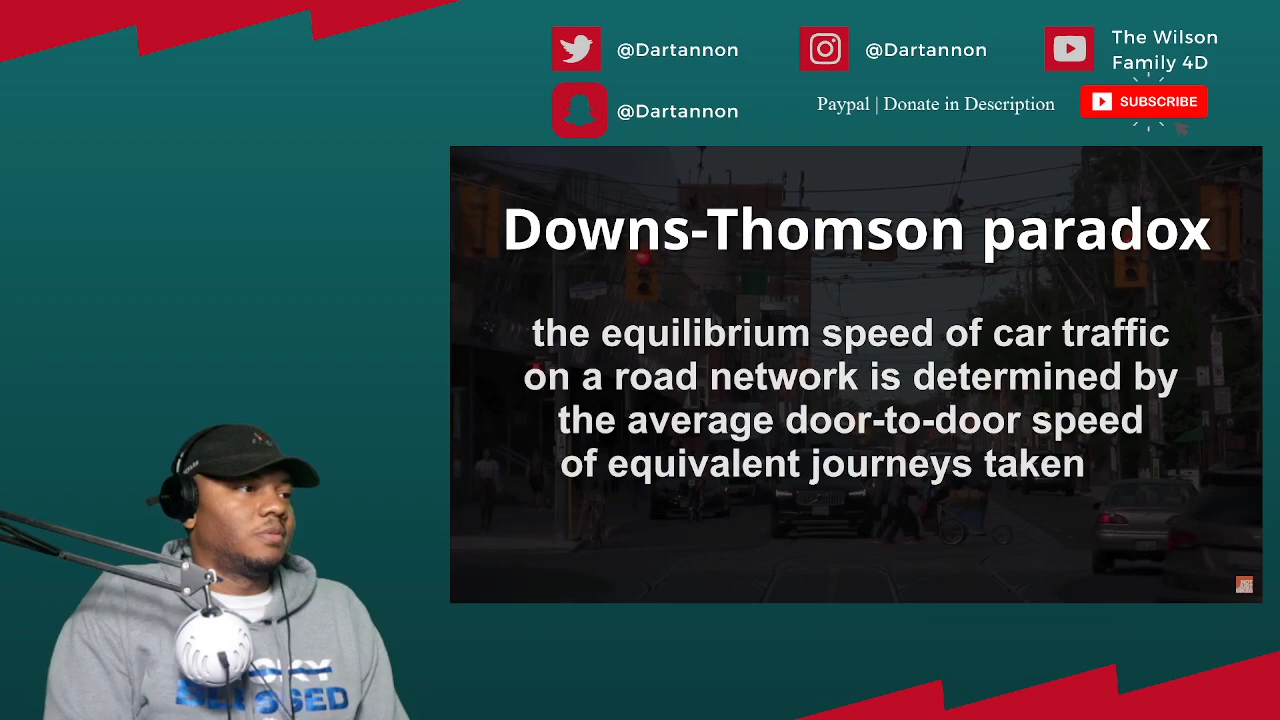 @Dartannon
@Dartannon
The Wilson
Family 4D
@Dartannon
Paypal | Donate in Description
SUBSCRIBE
Downs-Thomson paradox
the equilibrium speed of car traffic
on a road network is determined by
the average door-to-door speed
of equivalent journeys taken
BLESSED